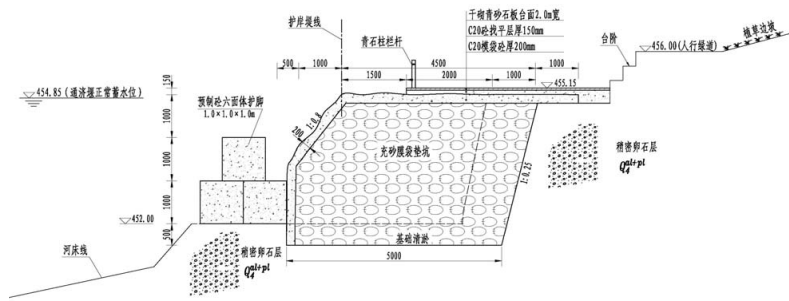 护岸堤线
干砌青砂石板台面2.0m宽
C20砼找平层厚150mm
C20模袋砼厚200mm
青石柱栏杆
台阶
植草边坡
456.00(人行绿道)
500
1000
4500
1000
1500
2000
1000
455.15
454.85(通济堰正常蓄水位)
预制砼六面体护脚
1.0×1.0×1.0m
150
1000
1000
1000
500
200
1:0.8
充砂膜袋垫坑
1:0.25
稍密卵石层
Q₄ᵃˡ⁺ᵖˡ
452.00
河床线
稍密卵石层
Q₄ᵃˡ⁺ᵖˡ
基础清淤
5000